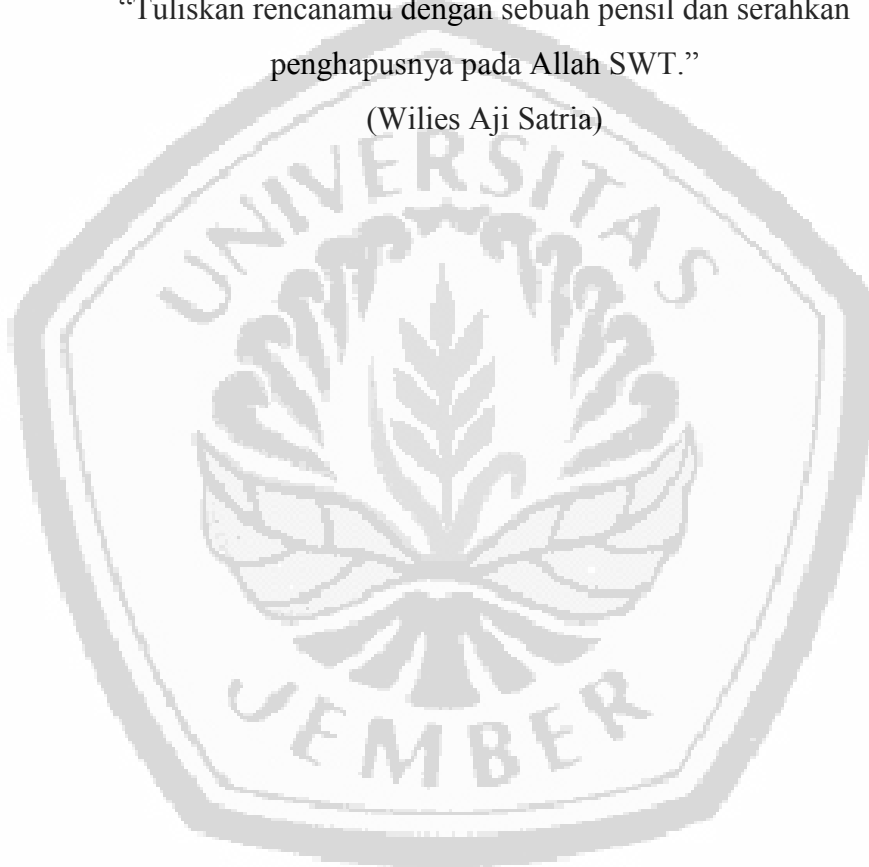 “Tuliskan rencanamu dengan sebuah pensil dan serahkan
penghapusnya pada Allah SWT.”
(Wilies Aji Satria)
UNIVERSITAS
JEMBER